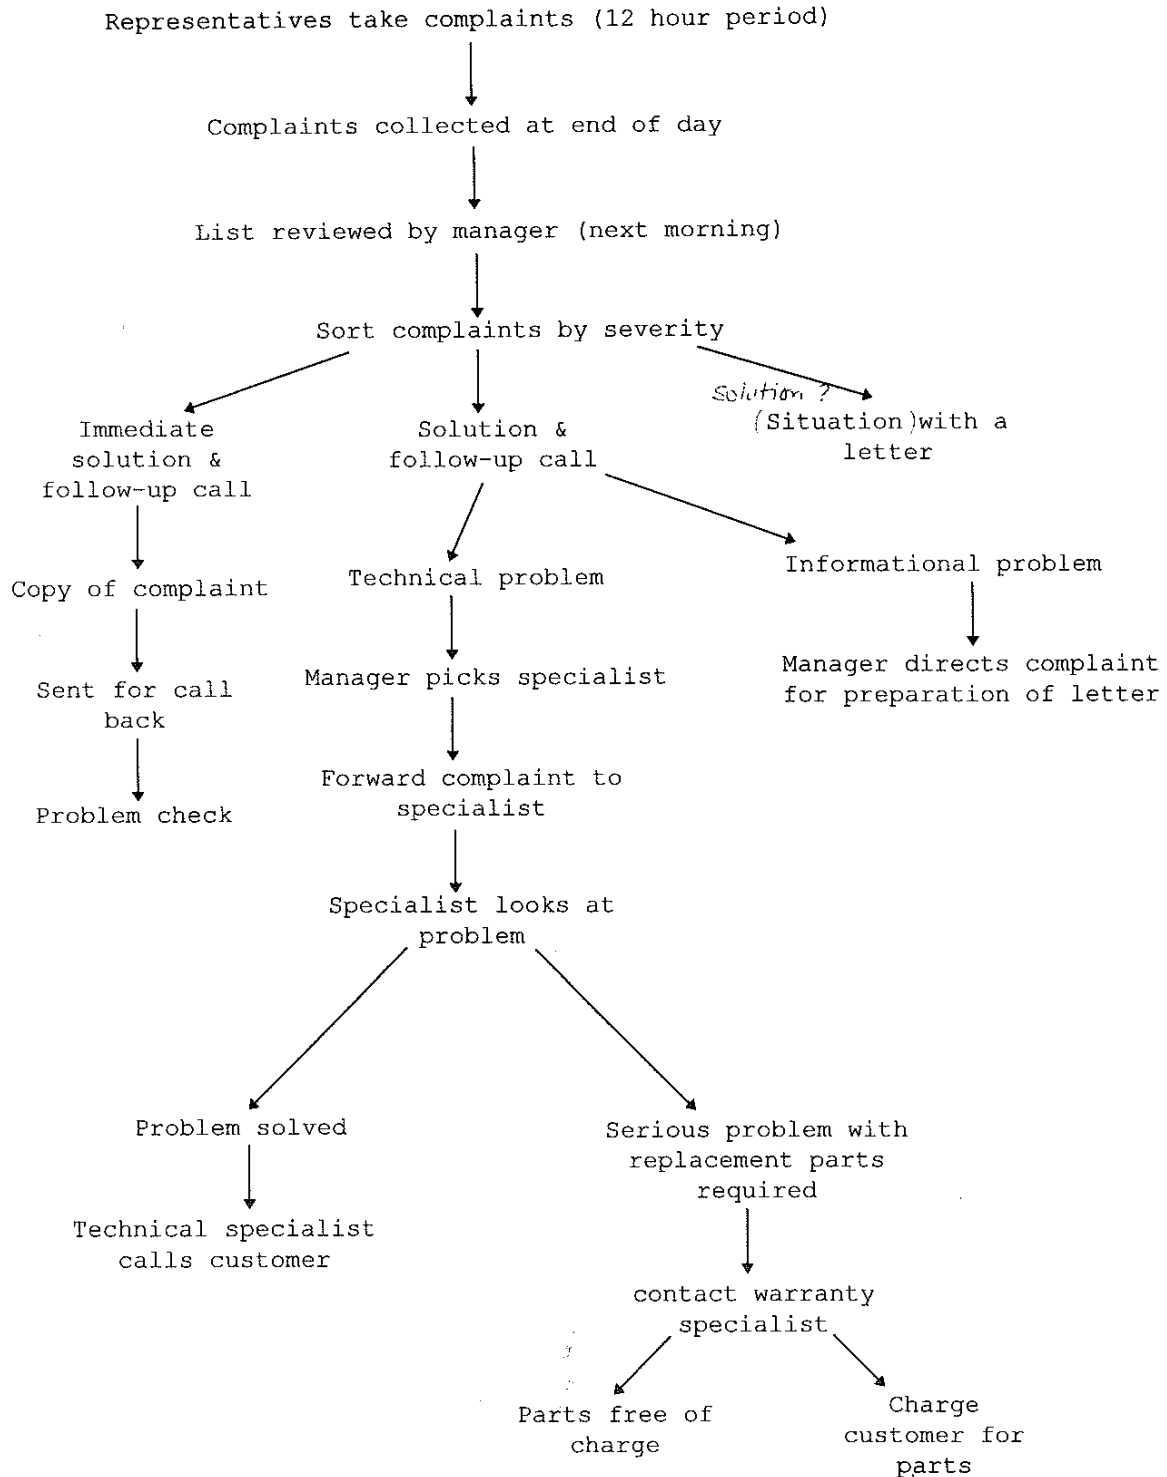 Representatives take complaints (12 hour period)
Complaints collected at end of day
List reviewed by manager (next morning)
Sort complaints by severity
Immediate
solution &
follow-up call
Solution &
follow-up call
Solution ?
(Situation)with a
letter
Copy of complaint
Sent for call
back
Problem check
Technical problem
Manager picks specialist
Forward complaint to
specialist
Specialist looks at
problem
Informational problem
Manager directs complaint
for preparation of letter
Problem solved
Technical specialist
calls customer
Serious problem with
replacement parts
required
contact warranty
specialist
Parts free of
charge
Charge
customer for
parts